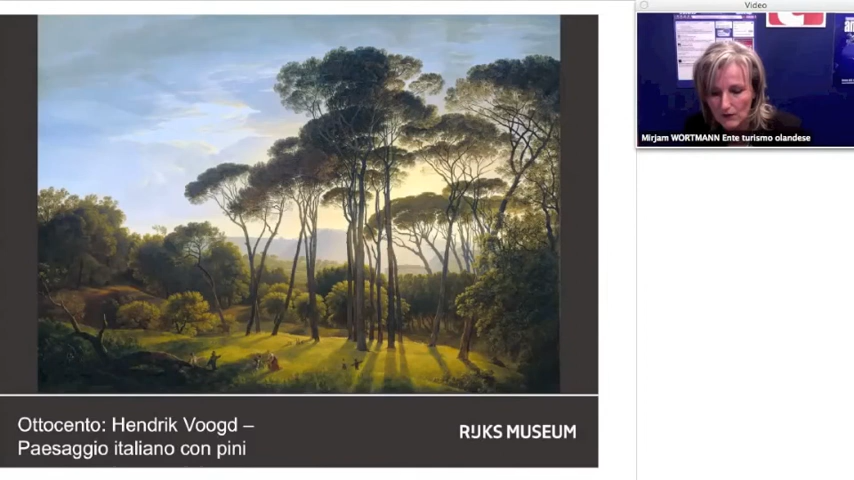 Video
Mirjam WORTMANN Ente turismo olandese
Ottocento: Hendrik Voogd –
Paesaggio italiano con pini
RIJKS MUSEUM